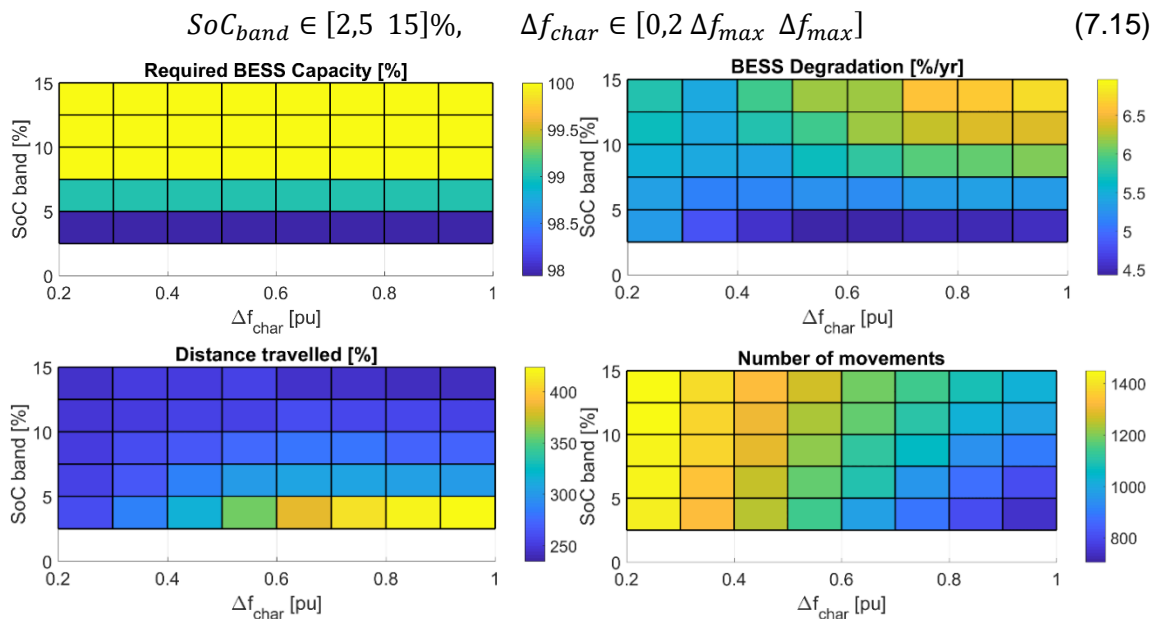 SoC_band ∈ [2,5  15]%,  Δf_char ∈ [0,2 Δf_max  Δf_max]  (7.15)
Required BESS Capacity [%]
15
10
5
0
SoC band [%]
0.2 0.4 0.6 0.8 1
Δf_char [pu]
100
99.5
99
98.5
98
BESS Degradation [%/yr]
15
10
5
0
SoC band [%]
0.2 0.4 0.6 0.8 1
Δf_char [pu]
6.5
6
5.5
5
4.5
Distance travelled [%]
15
10
5
0
SoC band [%]
0.2 0.4 0.6 0.8 1
Δf_char [pu]
400
350
300
250
Number of movements
15
10
5
0
SoC band [%]
0.2 0.4 0.6 0.8 1
Δf_char [pu]
1400
1200
1000
800